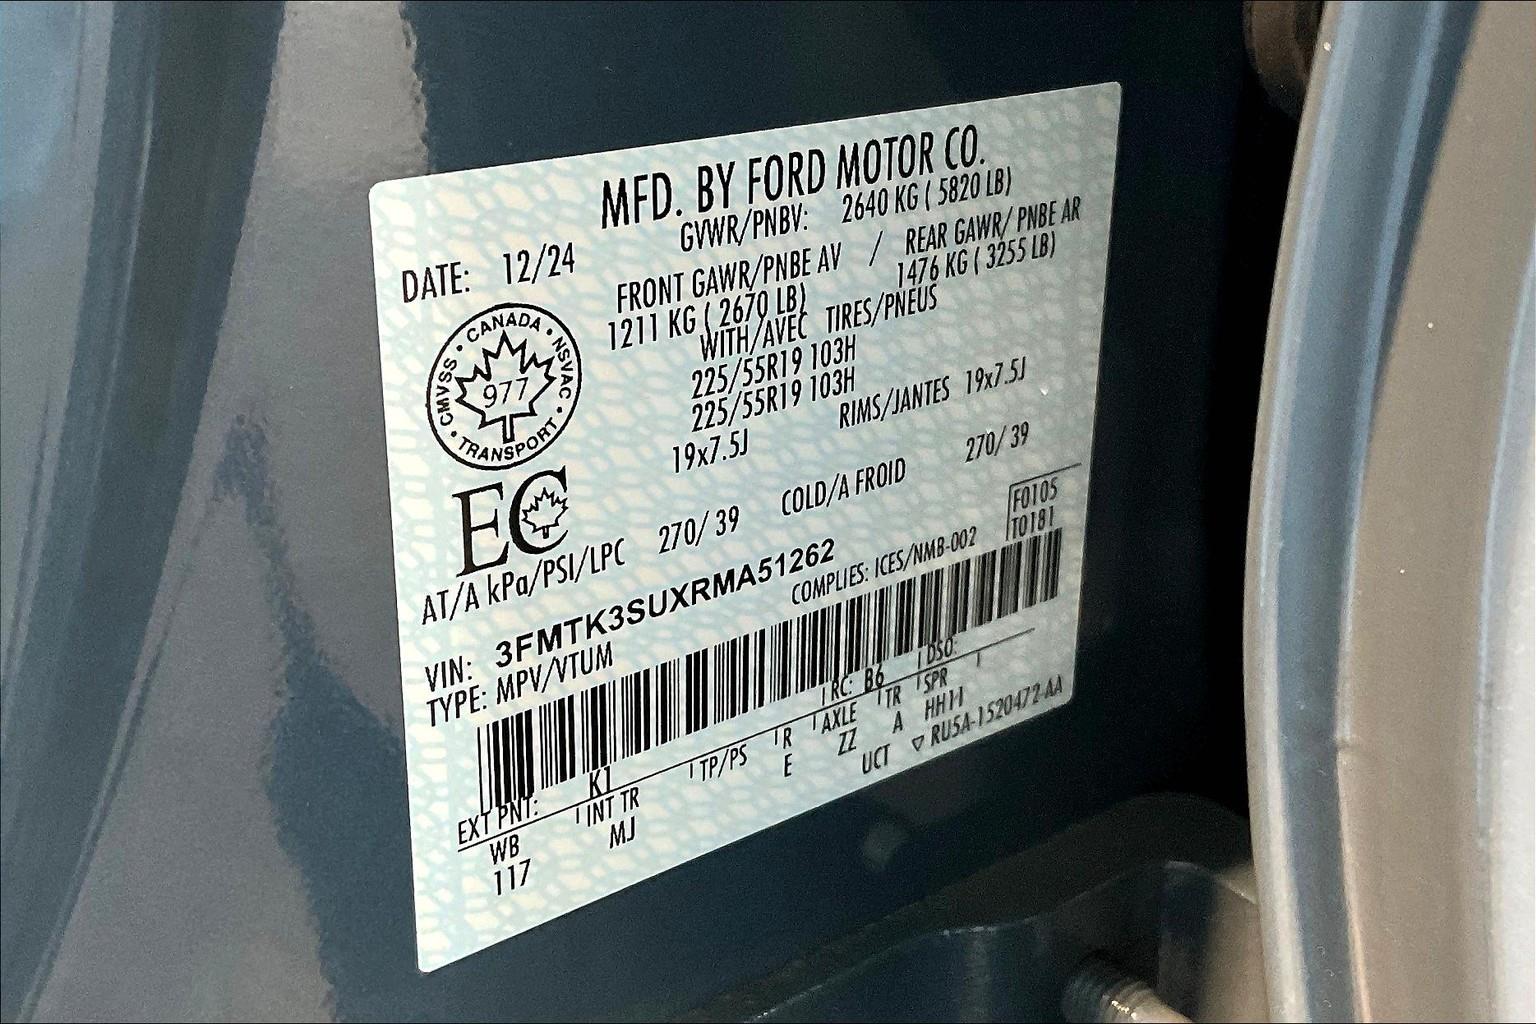 MFD. BY FORD MOTOR CO.
DATE: 12/24
GVWR/PNBV: 2640 KG ( 5820 LB)
FRONT GAWR/PNBE AV / REAR GAWR/ PNBE AR
1211 KG ( 2670 LB) 1476 KG ( 3255 LB)
WITH/AVEC TIRES/PNEUS
225/55R19 103H
225/55R19 103H
19x7.5J RIMS/JANTES 19x7.5J
CMVSS • CANADA • NSVAC • TRANSPORT •
977
EC
AT/A kPa/PSI/LPC 270/ 39 COLD/A FROID 270/ 39
VIN: 3FMTK3SUXRMA51262
COMPLIES: ICES/NMB-002
F0105
T0181
TYPE: MPV/VTUM
EXT PNT: K1 RC: B6 DSO:
WB INT TR TP/PS R AXLE TR SPR
117 MJ E ZZ A HH11
UCT ▽ RU5A-1520472-AA